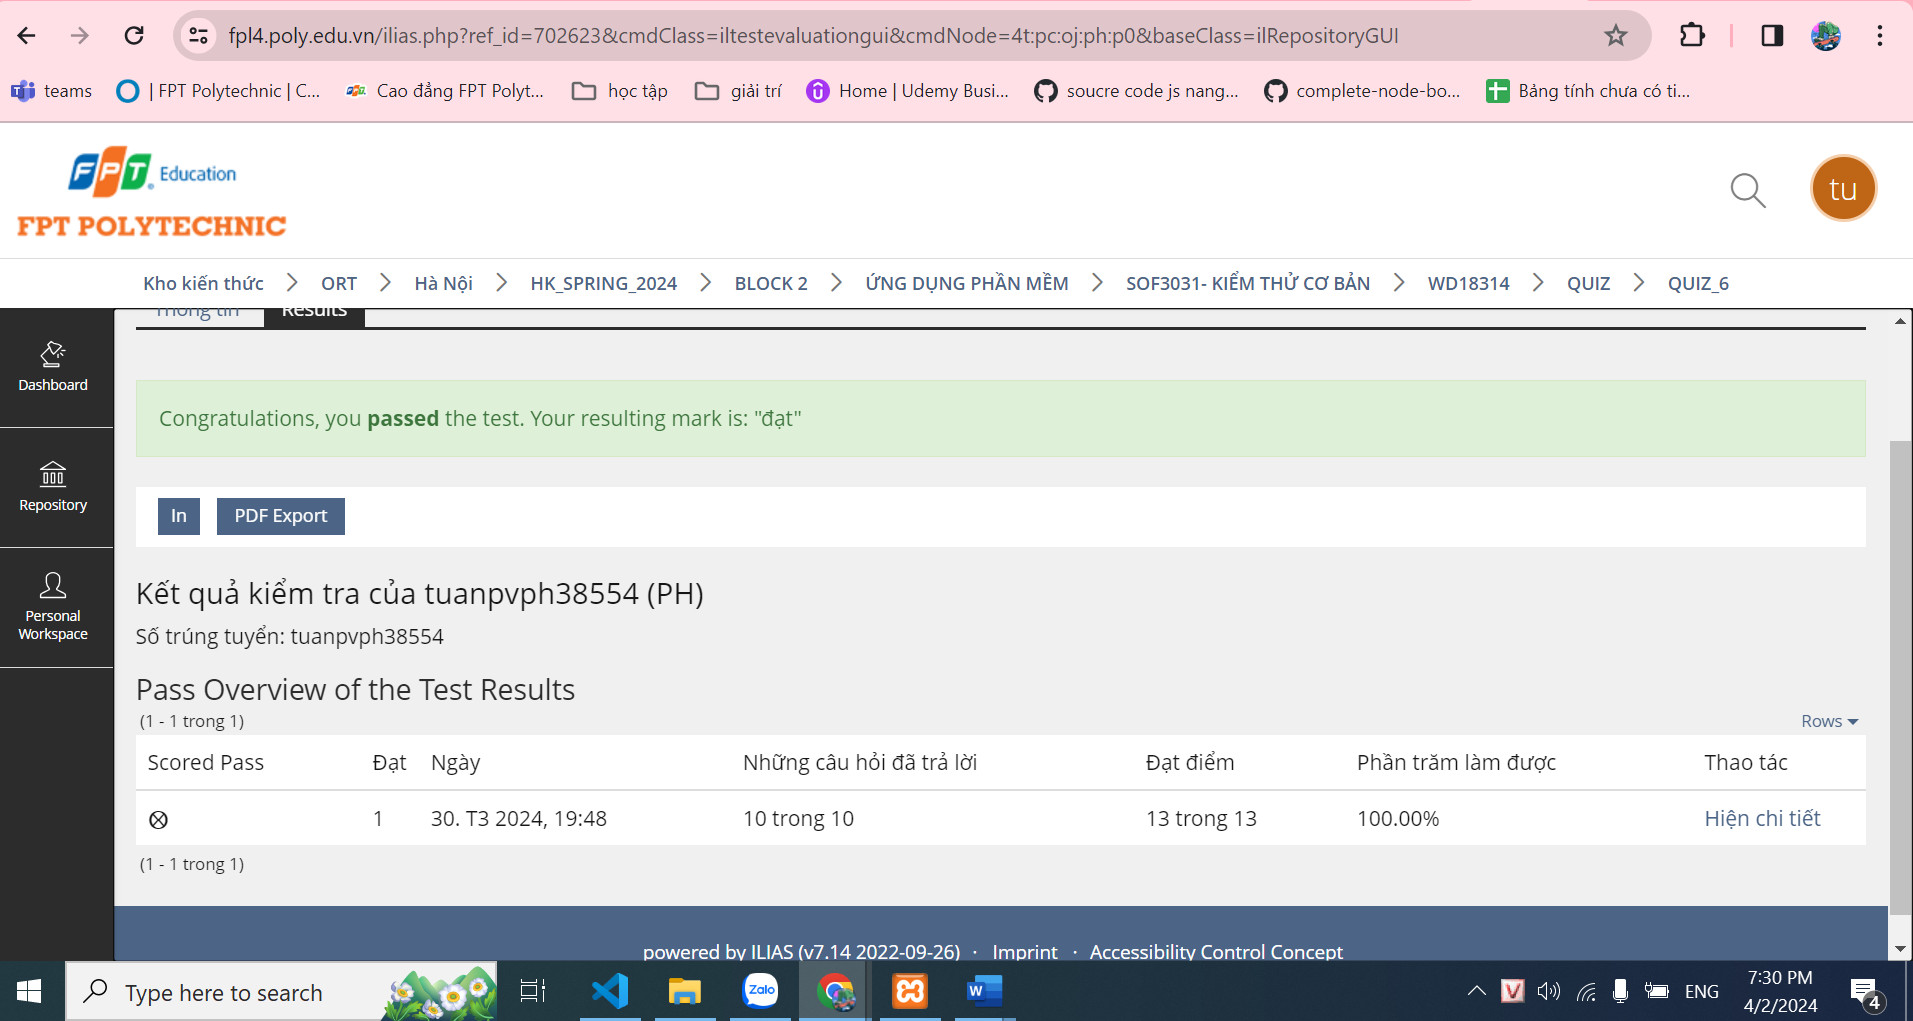 fpl4.poly.edu.vn/ilias.php?ref_id=702623&cmdClass=iltestevaluationgui&cmdNode=4t:pc:oj:ph:p0&baseClass=ilRepositoryGUI
teams | FPT Polytechnic | C... Cao đẳng FPT Polyt... học tập giải trí Home | Udemy Busi... soucre code js nang... complete-node-bo... Bảng tính chưa có ti...
FPT Education
FPT POLYTECHNIC
tu
Kho kiến thức ORT Hà Nội HK_SPRING_2024 BLOCK 2 ỨNG DỤNG PHẦN MỀM SOF3031- KIỂM THỬ CƠ BẢN WD18314 QUIZ QUIZ_6
Thông tin Results
Dashboard
Repository
Personal
Workspace
Congratulations, you passed the test. Your resulting mark is: "đạt"
In PDF Export
Kết quả kiểm tra của tuanpvph38554 (PH)
Số trúng tuyển: tuanpvph38554
Pass Overview of the Test Results
(1 - 1 trong 1) Rows
Scored Pass Đạt Ngày Những câu hỏi đã trả lời Đạt điểm Phần trăm làm được Thao tác
1 30. T3 2024, 19:48 10 trong 10 13 trong 13 100.00% Hiện chi tiết
(1 - 1 trong 1)
powered by ILIAS (v7.14 2022-09-26) · Imprint · Accessibility Control Concept
Type here to search Zalo W V ENG 7:30 PM
4/2/2024 4